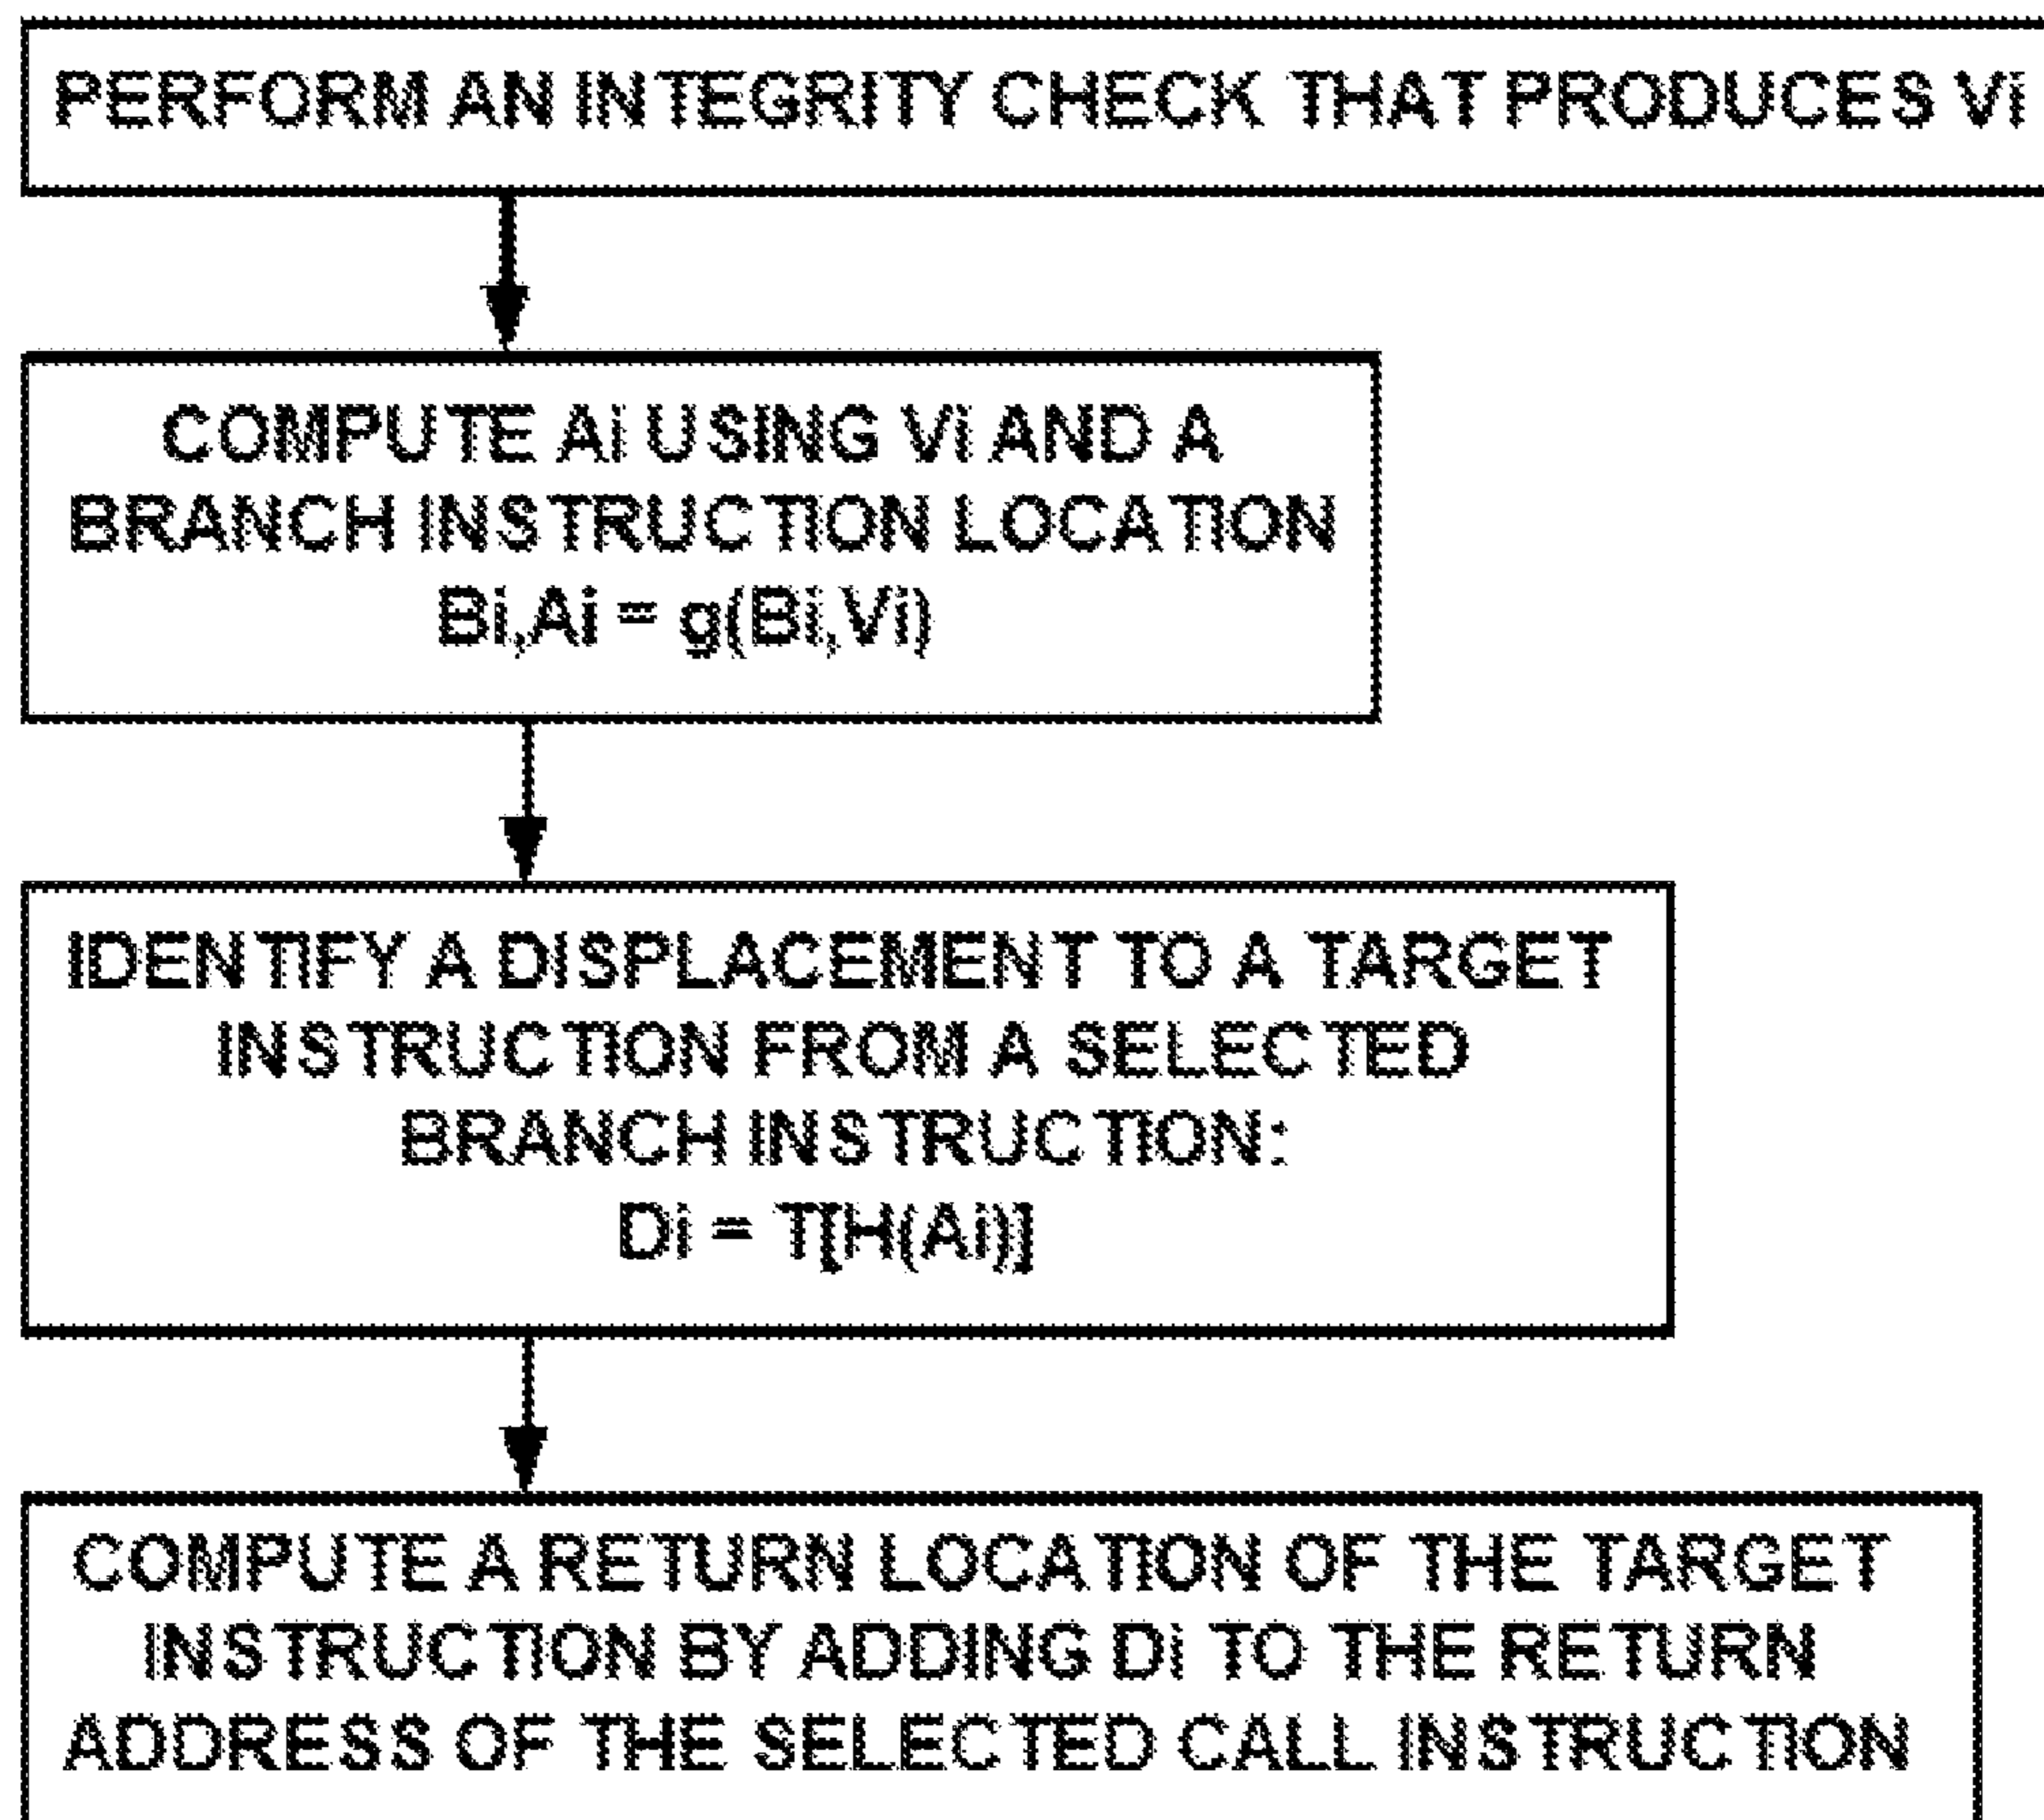 PERFORM AN INTEGRITY CHECK THAT PRODUCES Vi
COMPUTE Ai USING Vi AND A
BRANCH INSTRUCTION LOCATION
Bi,Ai = g(Bi,Vi)
IDENTIFY A DISPLACEMENT TO A TARGET
INSTRUCTION FROM A SELECTED
BRANCH INSTRUCTION:
Di = T[H(Ai)]
COMPUTE A RETURN LOCATION OF THE TARGET
INSTRUCTION BY ADDING Di TO THE RETURN
ADDRESS OF THE SELECTED CALL INSTRUCTION